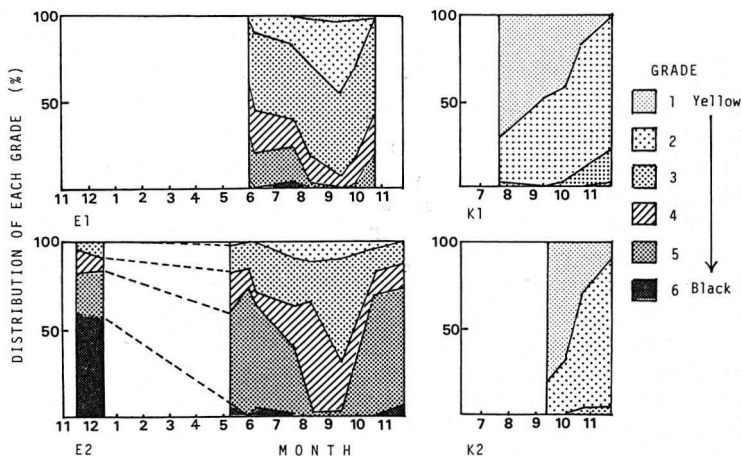 DISTRIBUTION OF EACH GRADE (%)
100
50
11 12 1 2 3 4 5 6 7 8 9 10 11
E1
100
50
7 8 9 10 11
K1
GRADE
1 Yellow
2
3
4
5
6 Black
100
50
11 12 1 2 3 4 5 6 7 8 9 10 11
E2
MONTH
100
50
7 8 9 10 11
K2